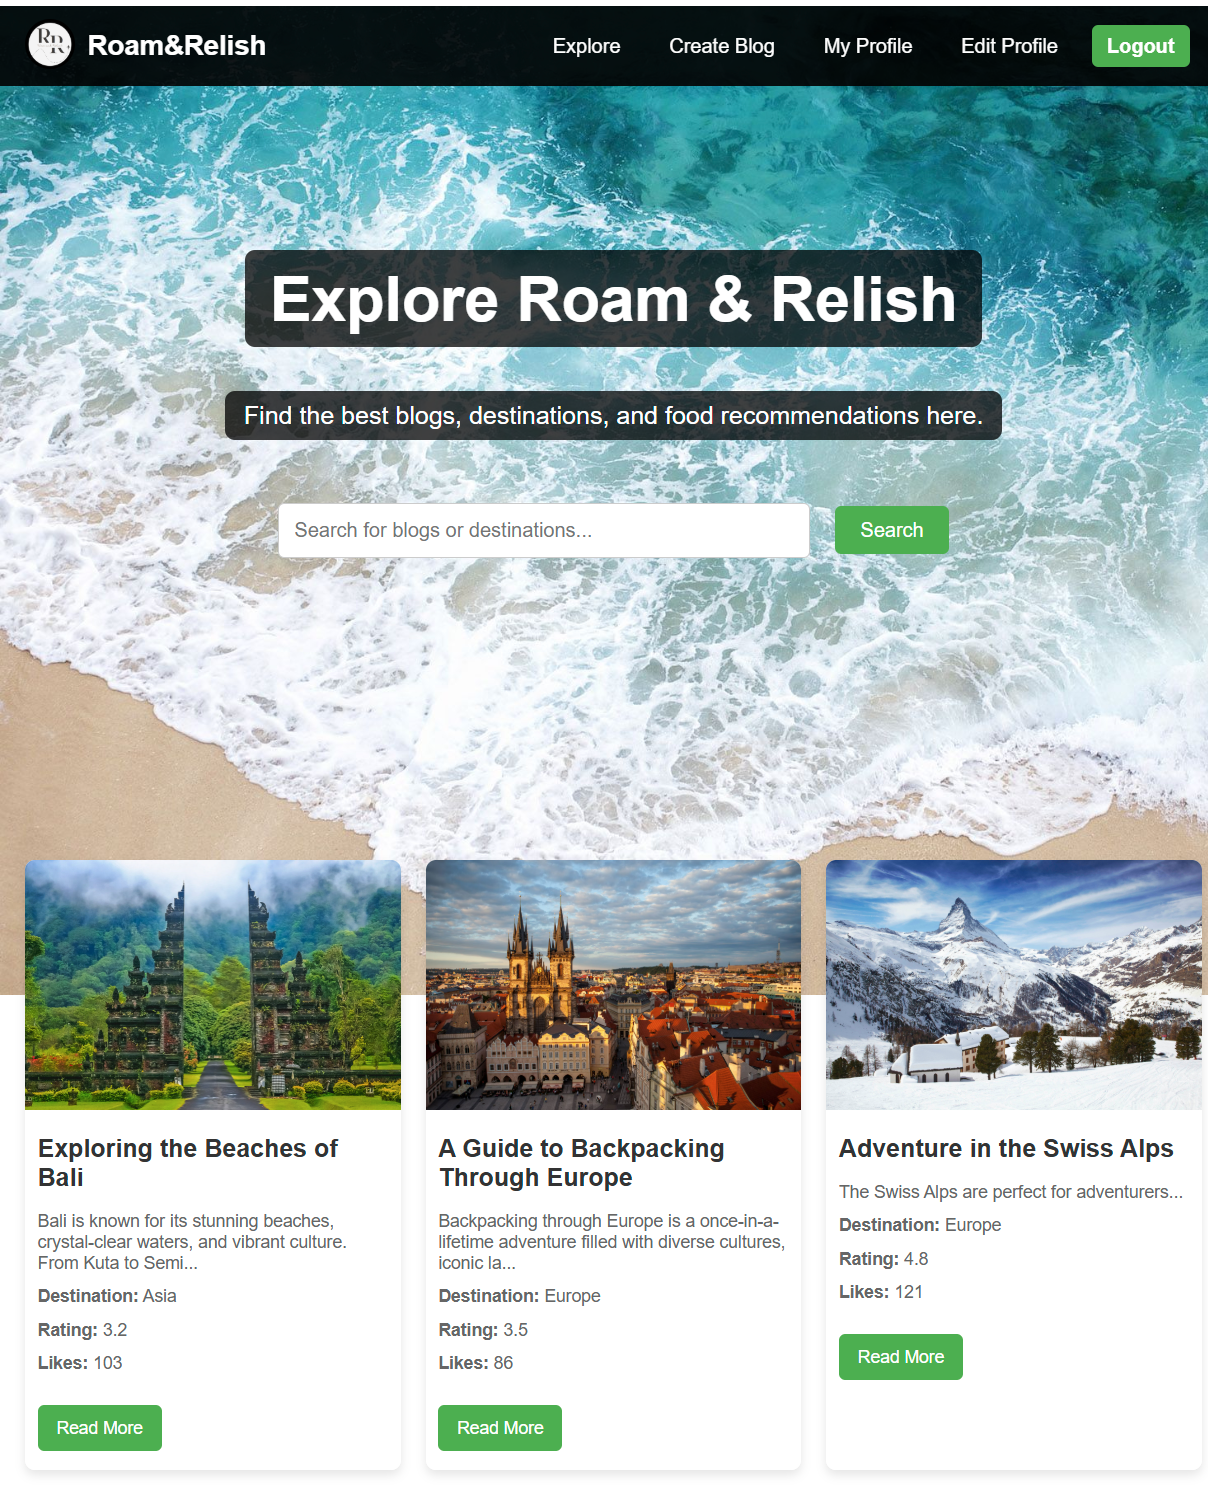 RR
Roam&Relish
Explore
Create Blog
My Profile
Edit Profile
Logout
Explore Roam & Relish
Find the best blogs, destinations, and food recommendations here.
Search for blogs or destinations...
Search
Exploring the Beaches of
Bali
Bali is known for its stunning beaches,
crystal-clear waters, and vibrant culture.
From Kuta to Semi...
Destination: Asia
Rating: 3.2
Likes: 103
Read More
A Guide to Backpacking
Through Europe
Backpacking through Europe is a once-in-a-
lifetime adventure filled with diverse cultures,
iconic la...
Destination: Europe
Rating: 3.5
Likes: 86
Read More
Adventure in the Swiss Alps
The Swiss Alps are perfect for adventurers...
Destination: Europe
Rating: 4.8
Likes: 121
Read More